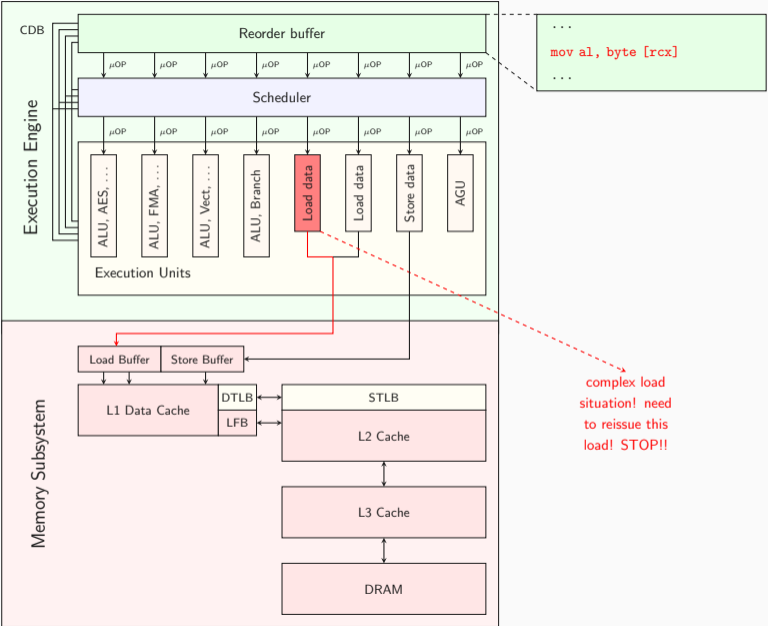 CDB
Reorder buffer
...
mov al, byte [rcx]
...
μOP μOP μOP μOP μOP μOP μOP μOP
Scheduler
μOP μOP μOP μOP μOP μOP μOP μOP
Execution Engine
ALU, AES, ...
ALU, FMA, ...
ALU, Vect, ...
ALU, Branch
Load data
Load data
Store data
AGU
Execution Units
Memory Subsystem
Load Buffer
Store Buffer
L1 Data Cache
DTLB
LFB
STLB
L2 Cache
L3 Cache
DRAM
complex load
situation! need
to reissue this
load! STOP!!